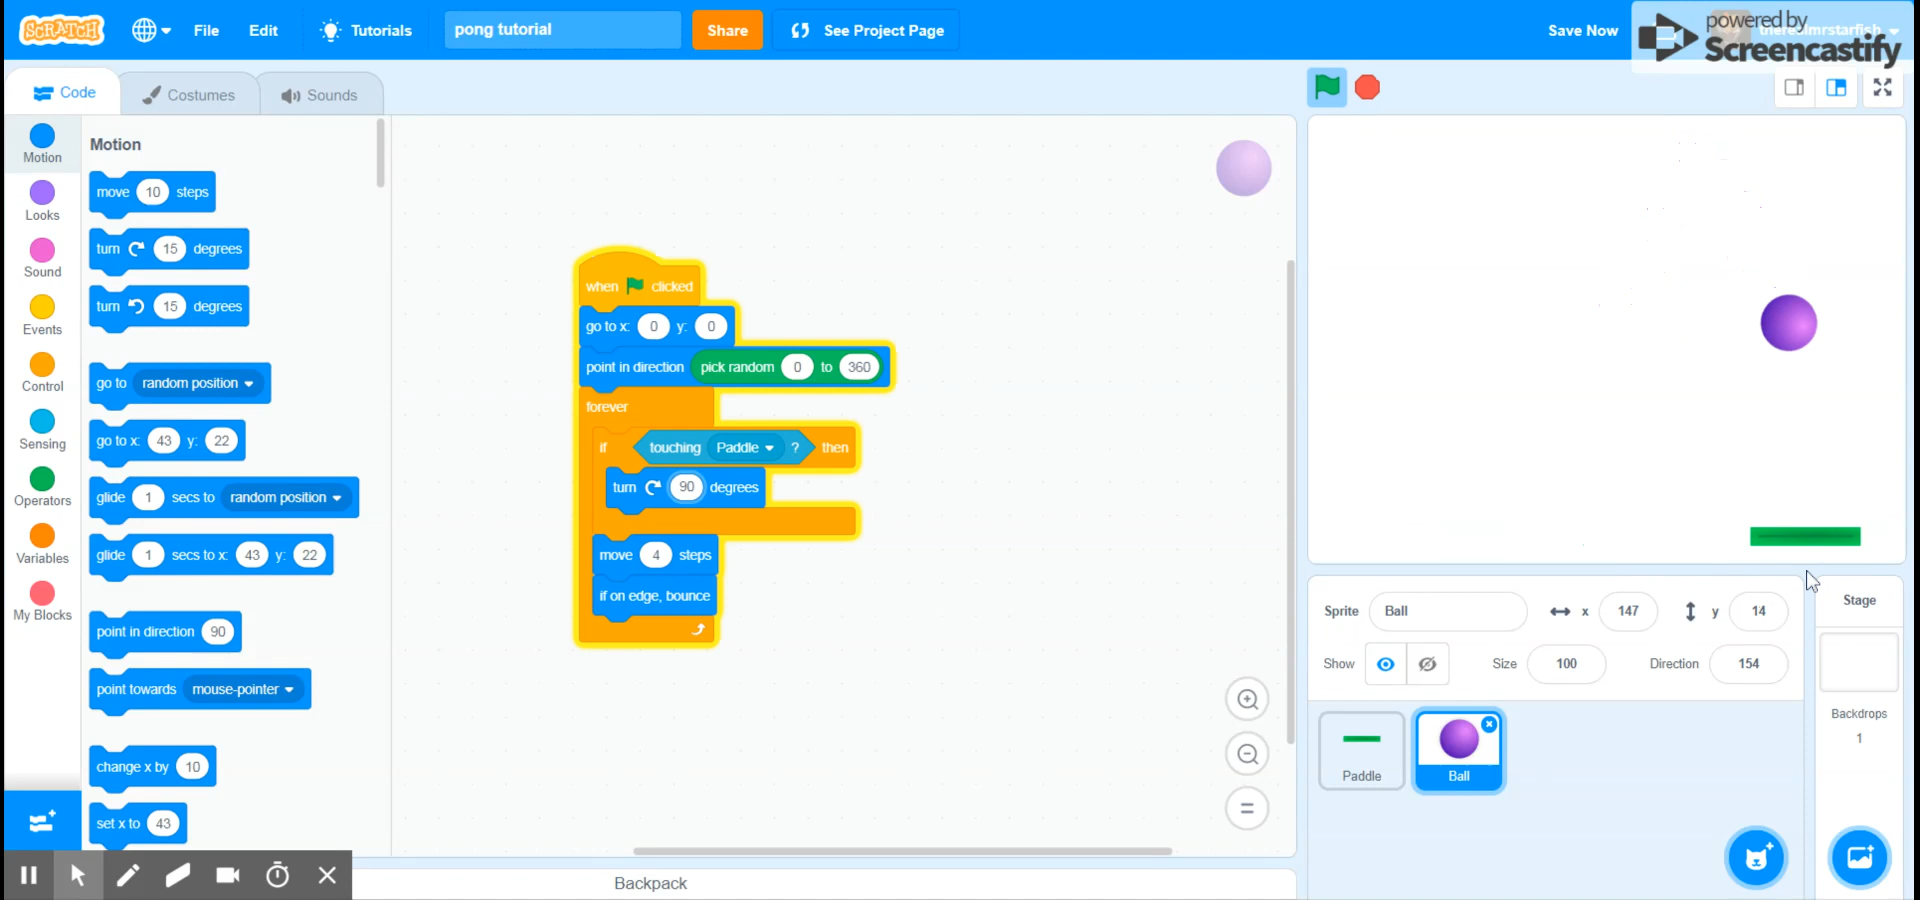 SCRATCH
File
Edit
Tutorials
pong tutorial
Share
See Project Page
Save Now
powered by
Screencastify
Code
Costumes
Sounds
Motion
Looks
Sound
Events
Control
Sensing
Operators
Variables
My Blocks
Motion
move 10 steps
turn 15 degrees
turn 15 degrees
go to random position
go to x: 43 y: 22
glide 1 secs to random position
glide 1 secs to x: 43 y: 22
point in direction 90
point towards mouse-pointer
change x by 10
set x to 43
when clicked
go to x: 0 y: 0
point in direction pick random 0 to 360
forever
if touching Paddle ? then
turn 90 degrees
move 4 steps
if on edge, bounce
Backpack
Sprite Ball x 147 y 14
Show Size 100 Direction 154
Paddle
Ball
Stage
Backdrops
1